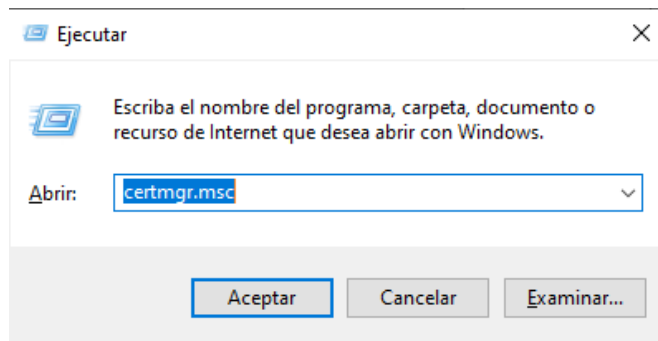 Ejecutar
Escriba el nombre del programa, carpeta, documento o
recurso de Internet que desea abrir con Windows.
Abrir: certmgr.msc
Aceptar Cancelar Examinar...